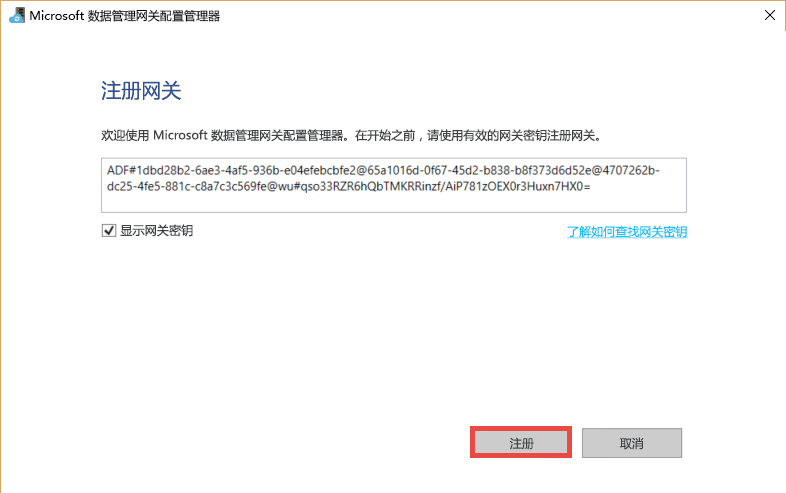 Microsoft 数据管理网关配置管理器
注册网关
欢迎使用 Microsoft 数据管理网关配置管理器。在开始之前，请使用有效的网关密钥注册网关。
ADF#1dbd28b2-6ae3-4af5-936b-e04efebcbfe2@65a1016d-0f67-45d2-b838-b8f373d6d52e@4707262b-
dc25-4fe5-881c-c8a7c3c569fe@wu#qso33RZR6hQbTMKRRinzf/AiP781zOEX0r3Huxn7HX0=
显示网关密钥
了解如何查找网关密钥
注册
取消